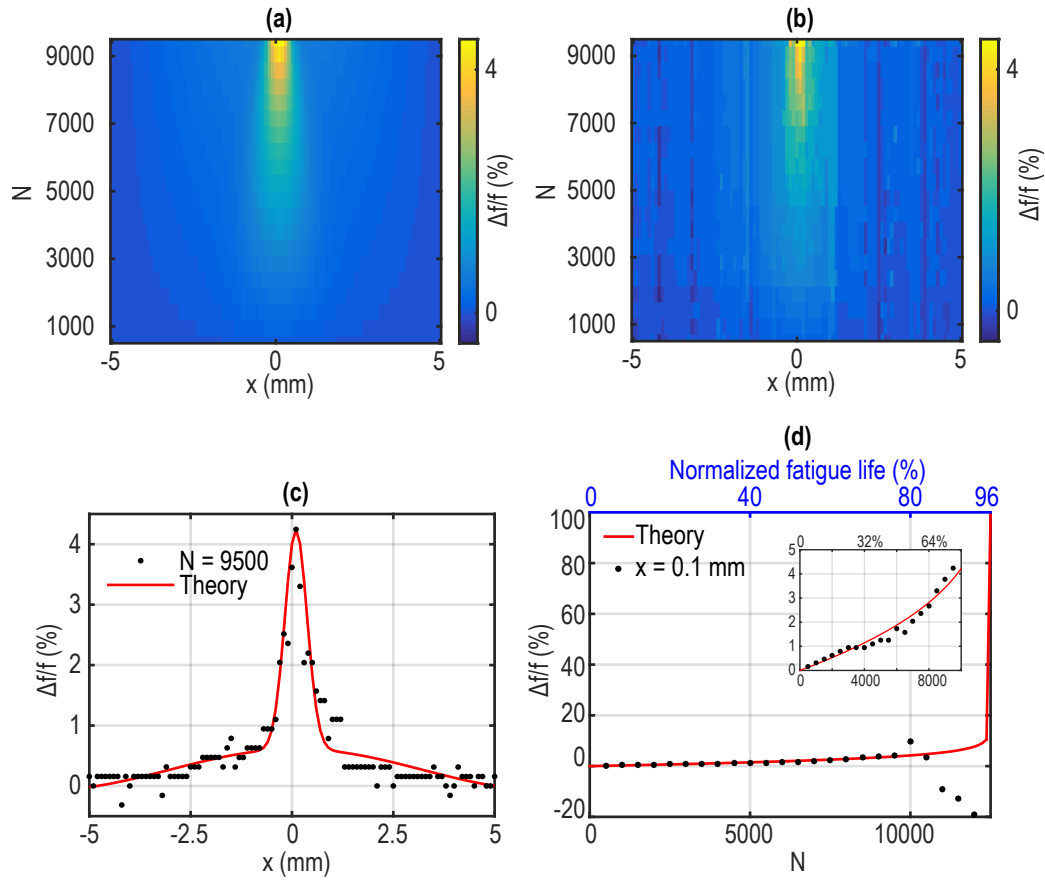 (a)
9000
7000
5000
3000
1000
N
-5 0 5
x (mm)
4
0
Δf/f (%)
(b)
9000
7000
5000
3000
1000
N
-5 0 5
x (mm)
4
0
Δf/f (%)
(c)
4
3
2
1
0
Δf/f (%)
N = 9500
Theory
-5 -2.5 0 2.5 5
x (mm)
(d)
Normalized fatigue life (%)
0 40 80 96
100
80
60
40
20
0
-20
Δf/f (%)
Theory
x = 0.1 mm
0 32% 64%
5
4
3
2
1
0
0 4000 8000
0 5000 10000
N